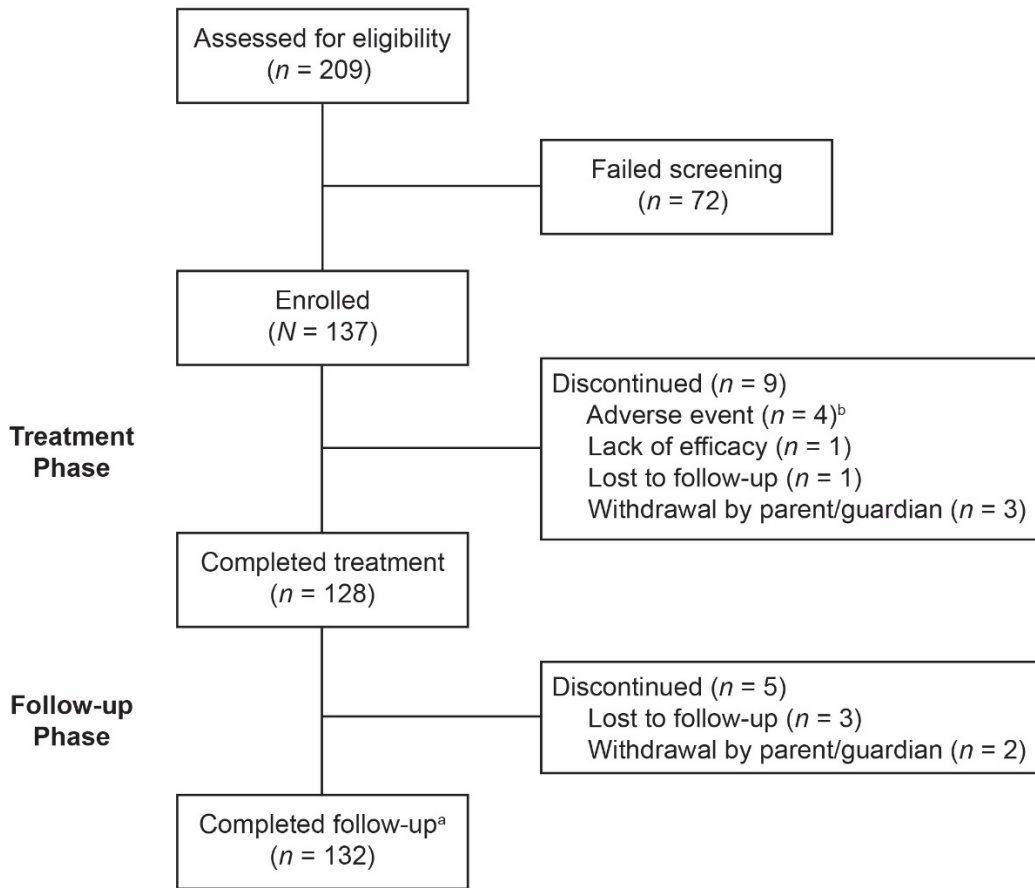 Assessed for eligibility
(n = 209)
Failed screening
(n = 72)
Enrolled
(N = 137)
Treatment
Phase
Discontinued (n = 9)
Adverse event (n = 4)ᵇ
Lack of efficacy (n = 1)
Lost to follow-up (n = 1)
Withdrawal by parent/guardian (n = 3)
Completed treatment
(n = 128)
Follow-up
Phase
Discontinued (n = 5)
Lost to follow-up (n = 3)
Withdrawal by parent/guardian (n = 2)
Completed follow-upᵃ
(n = 132)